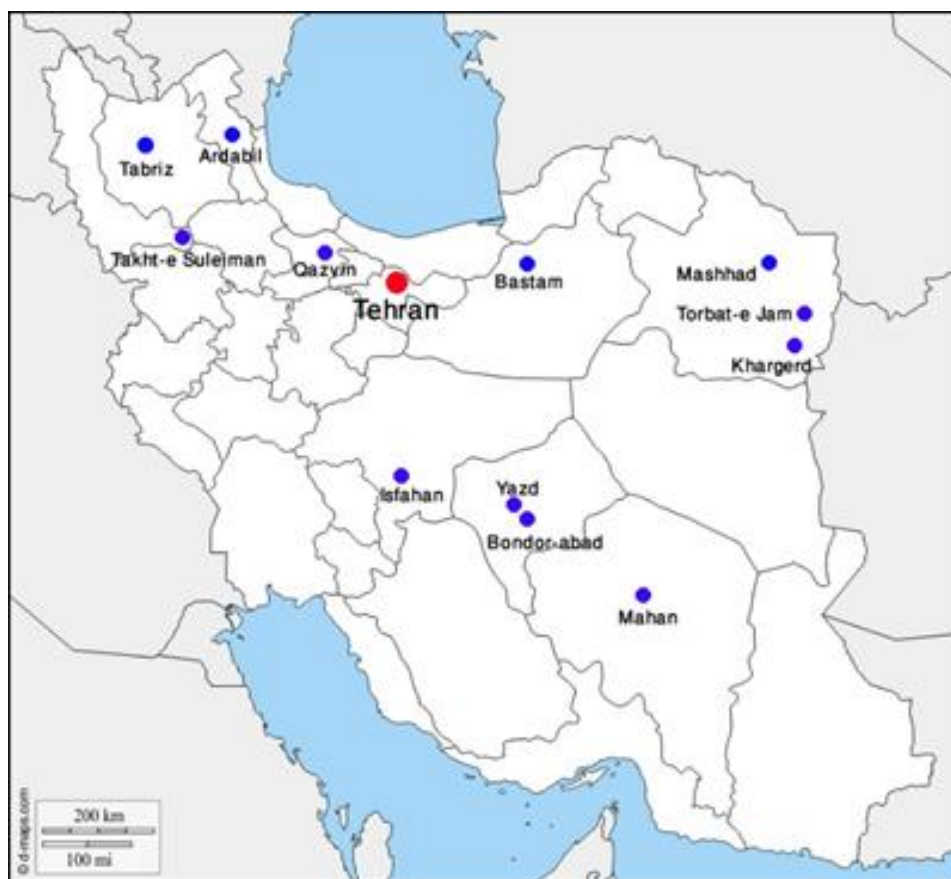 Ardabil
Tabriz
Takht-e Suleiman
Qazvin
Bastam
Mashhad
Tehran
Torbat-e Jam
Khargerd
Isfahan
Yazd
Bondor-abad
Mahan
200 km
100 mi
© d-maps.com